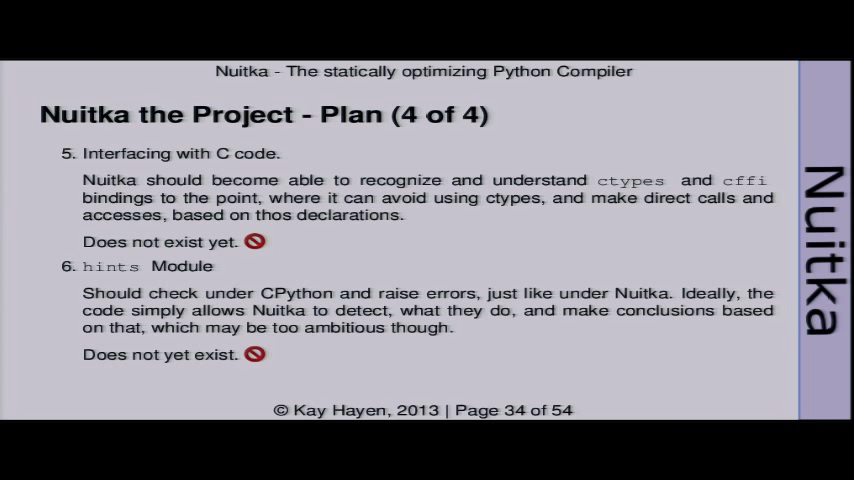 Nuitka - The statically optimizing Python Compiler
Nuitka the Project - Plan (4 of 4)
5. Interfacing with C code.
Nuitka should become able to recognize and understand ctypes and cffi
bindings to the point, where it can avoid using ctypes, and make direct calls and
accesses, based on thos declarations.
Does not exist yet.
6. hints Module
Should check under CPython and raise errors, just like under Nuitka. Ideally, the
code simply allows Nuitka to detect, what they do, and make conclusions based
on that, which may be too ambitious though.
Does not yet exist.
© Kay Hayen, 2013 | Page 34 of 54
Nuitka